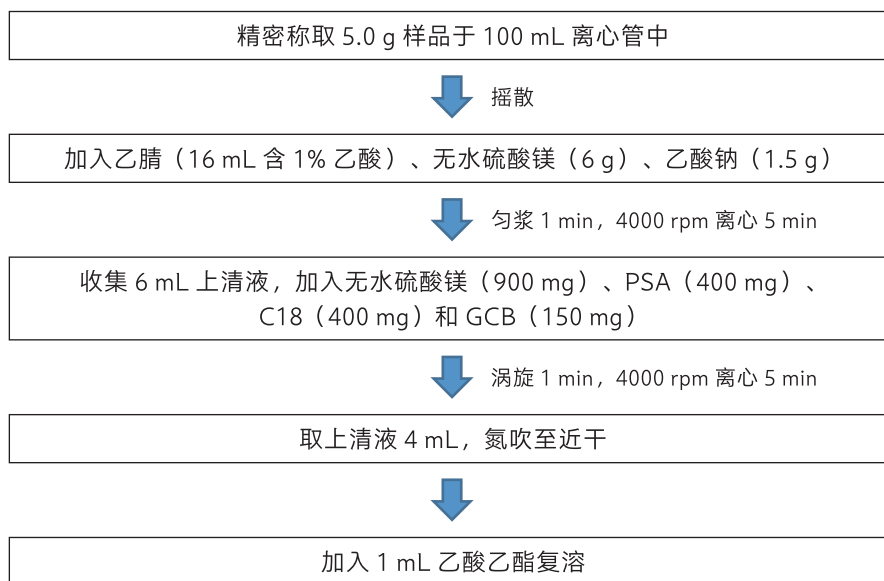 精密称取 5.0 g 样品于 100 mL 离心管中
摇散
加入乙腈（16 mL 含 1% 乙酸）、无水硫酸镁（6 g）、乙酸钠（1.5 g）
匀浆 1 min，4000 rpm 离心 5 min
收集 6 mL 上清液，加入无水硫酸镁（900 mg）、PSA（400 mg）、
C18（400 mg）和 GCB（150 mg）
涡旋 1 min，4000 rpm 离心 5 min
取上清液 4 mL，氮吹至近干
加入 1 mL 乙酸乙酯复溶